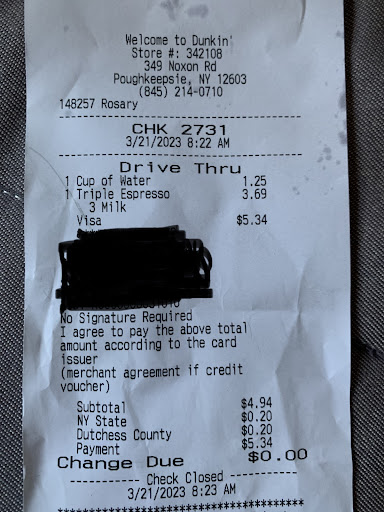 Welcome to Dunkin'
Store #: 342108
349 Noxon Rd
Poughkeepsie, NY 12603
(845) 214-0710
148257 Rosary
CHK 2731
3/21/2023 8:22 AM
Drive Thru
1 Cup of Water 1.25
1 Triple Espresso 3.69
3 Milk
Visa $5.34
No Signature Required
I agree to pay the above total
amount according to the card
issuer
(merchant agreement if credit
voucher)
Subtotal $4.94
NY State $0.20
Dutchess County $0.20
Payment $5.34
Change Due $0.00
---------- Check Closed ----------
3/21/2023 8:23 AM